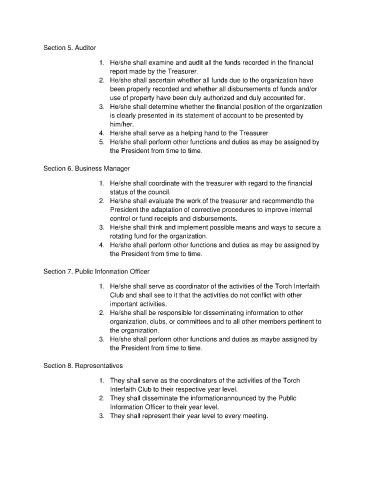 Section 5. Auditor
1. He/she shall examine and audit all the funds recorded in the financial
report made by the Treasurer.
2. He/she shall ascertain whether all funds due to the organization have
been properly recorded and whether all disbursements of funds and/or
use of property have been duly authorized and duly accounted for.
3. He/she shall determine whether the financial position of the organization
is clearly presented in its statement of account to be presented by
him/her.
4. He/she shall serve as a helping hand to the Treasurer
5. He/she shall perform other functions and duties as may be assigned by
the President from time to time.
Section 6. Business Manager
1. He/she shall coordinate with the treasurer with regard to the financial
status of the council.
2. He/she shall evaluate the work of the treasurer and recommendto the
President the adaptation of corrective procedures to improve internal
control or fund receipts and disbursements.
3. He/she shall think and implement possible means and ways to secure a
rotating fund for the organization.
4. He/she shall perform other functions and duties as may be assigned by
the President from time to time.
Section 7. Public Information Officer
1. He/she shall serve as coordinator of the activities of the Torch Interfaith
Club and shall see to it that the activities do not conflict with other
important activities.
2. He/she shall be responsible for disseminating information to other
organization, clubs, or committees and to all other members pertinent to
the organization.
3. He/she shall perform other functions and duties as maybe assigned by
the President from time to time.
Section 8. Representatives
1. They shall serve as the coordinators of the activities of the Torch
Interfaith Club to their respective year level.
2. They shall disseminate the informationannounced by the Public
Information Officer to their year level.
3. They shall represent their year level to every meeting.